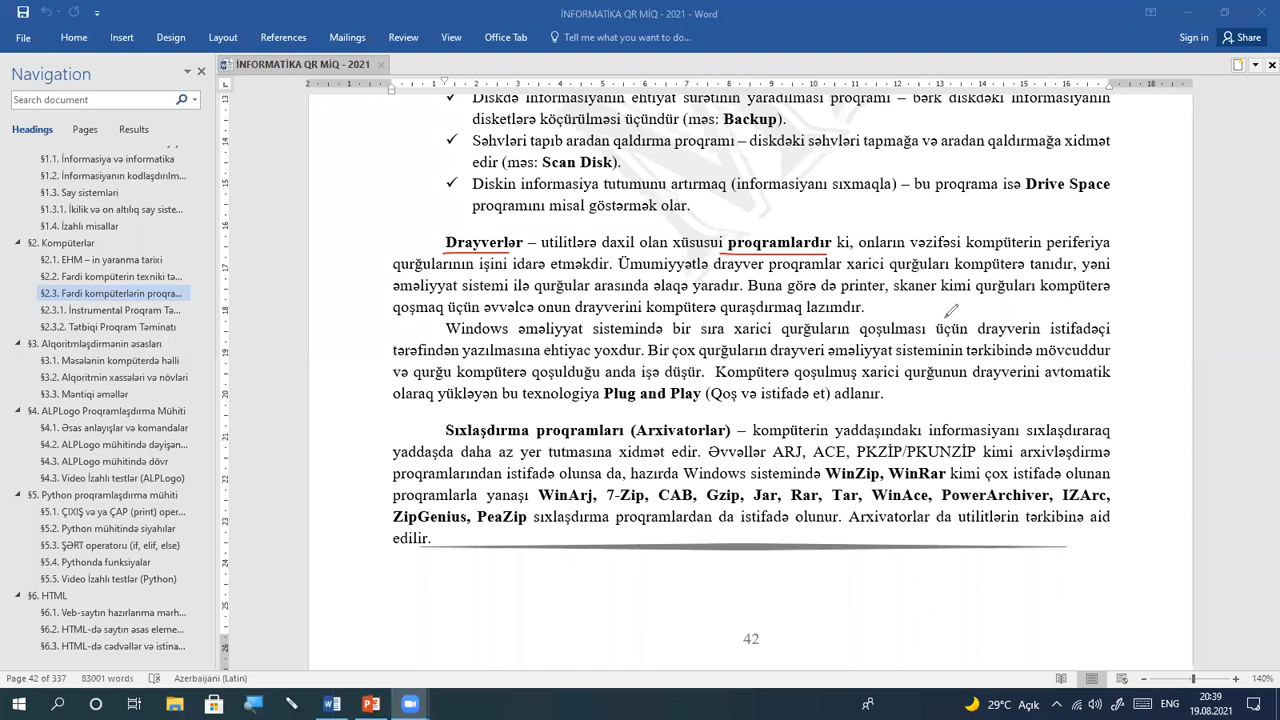 İNFORMATİKA QR MİQ - 2021 - Word
File Home Insert Design Layout References Mailings Review View Office Tab Tell me what you want to do... Sign in Share
Navigation
Search document
Headings Pages Results
§1.1. İnformasiya və informatika
§1.2. İnformasiyanın kodlaşdırılm...
§1.3. Say sistemləri
§1.3.1. İkilik və on altılıq say siste...
§1.4. İzahlı misallar
§2. Kompüterlər
§2.1. EHM – in yaranma tarixi
§2.2. Fərdi kompüterin texniki tə...
§2.3. Fərdi kompüterlərin proqra...
§2.3.1. İnstrumental Proqram Tə...
§2.3.2. Tətbiqi Proqram Təminatı
§3. Alqoritmləşdirmənin əsasları
§3.1. Məsələnin kompüterdə həlli
§3.2. Alqoritmin xassələri və növləri
§3.3. Məntiqi əməllər
§4. ALPLogo Proqramlaşdırma Mühiti
§4.1. Əsas anlayışlar və komandalar
§4.2. ALPLogo mühitində dəyişən...
§4.3. ALPLogo mühitində dövr
§4.3. Video İzahlı testlər (ALPLogo)
§5. Python proqramlaşdırma mühiti
§5.1. ÇIXIŞ və ya ÇAP (print) oper...
§5.2. Python mühitində siyahılar
§5.3. ŞƏRT operatoru (if, elif, else)
§5.4. Pythonda funksiyalar
§5.5. Video İzahlı testlər (Python)
§6. HTML
§6.1. Veb-saytın hazırlanma mərh...
§6.2. HTML-də saytın əsas eleme...
§6.3. HTML-də cədvəllər və istina...
İNFORMATİKA QR MİQ - 2021
2 1 1 2 3 4 5 6 7 8 9 10 11 12 13 14 15 16 18
✓ Diskdə informasiyanın ehtiyat surətinin yaradılması proqramı – bərk diskdəki informasiyanın
disketlərə köçürülməsi üçündür (məs: Backup).
✓ Səhvləri tapıb aradan qaldırma proqramı – diskdəki səhvləri tapmağa və aradan qaldırmağa xidmət
edir (məs: Scan Disk).
✓ Diskin informasiya tutumunu artırmaq (informasiyanı sıxmaqla) – bu proqrama isə Drive Space
proqramını misal göstərmək olar.
Drayverlər – utilitlərə daxil olan xüsusui proqramlardır ki, onların vəzifəsi kompüterin periferiya
qurğularının işini idarə etməkdir. Ümumiyyətlə drayver proqramlar xarici qurğuları kompüterə tanıdır, yəni
əməliyyat sistemi ilə qurğular arasında əlaqə yaradır. Buna görə də printer, skaner kimi qurğuları kompüterə
qoşmaq üçün əvvəlcə onun drayverini kompüterə quraşdırmaq lazımdır.
Windows əməliyyat sistemində bir sıra xarici qurğuların qoşulması üçün drayverin istifadəçi
tərəfindən yazılmasına ehtiyac yoxdur. Bir çox qurğuların drayveri əməliyyat sisteminin tərkibində mövcuddur
və qurğu kompüterə qoşulduğu anda işə düşür. Kompüterə qoşulmuş xarici qurğunun drayverini avtomatik
olaraq yükləyən bu texnologiya Plug and Play (Qoş və istifadə et) adlanır.
Sıxlaşdırma proqramları (Arxivatorlar) – kompüterin yaddaşındakı informasiyanı sıxlaşdıraraq
yaddaşda daha az yer tutmasına xidmət edir. Əvvəllər ARJ, ACE, PKZİP/PKUNZİP kimi arxivləşdirmə
proqramlarından istifadə olunsa da, hazırda Windows sistemində WinZip, WinRar kimi çox istifadə olunan
proqramlarla yanaşı WinArj, 7-Zip, CAB, Gzip, Jar, Rar, Tar, WinAce, PowerArchiver, IZArc,
ZipGenius, PeaZip sıxlaşdırma proqramlardan da istifadə olunur. Arxivatorlar da utilitlərin tərkibinə aid
edilir.
42
Page 42 of 337 83001 words Azerbaijani (Latin) 140%
29°C Açık 20:39
19.08.2021